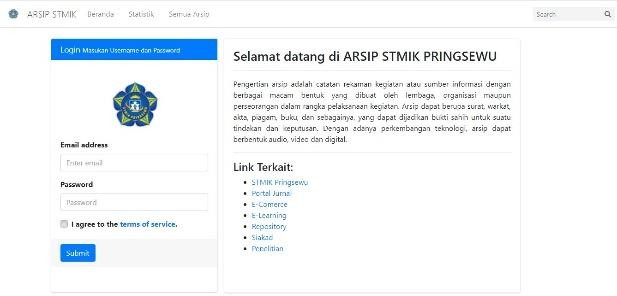 ARSIP STMIK Beranda Statistik Semua Arsip Search
Login Masukan Username dan Password
Email address
Enter email
Password
Password
I agree to the terms of service.
Submit
Selamat datang di ARSIP STMIK PRINGSEWU
Pengertian arsip adalah catatan rekaman kegiatan atau sumber informasi dengan
berbagai macam bentuk yang dibuat oleh lembaga, organisasi maupun
perseorangan dalam rangka pelaksanaan kegiatan. Arsip dapat berupa surat, warkat,
akta, piagam, buku, dan sebagainya, yang dapat dijadikan bukti sahih untuk suatu
tindakan dan keputusan. Dengan adanya perkembangan teknologi, arsip dapat
berbentuk audio, video dan digital.
Link Terkait:
STMIK Pringsewu
Portal Jurnal
E-Comerce
E-Learning
Repository
Siakad
Penelitian